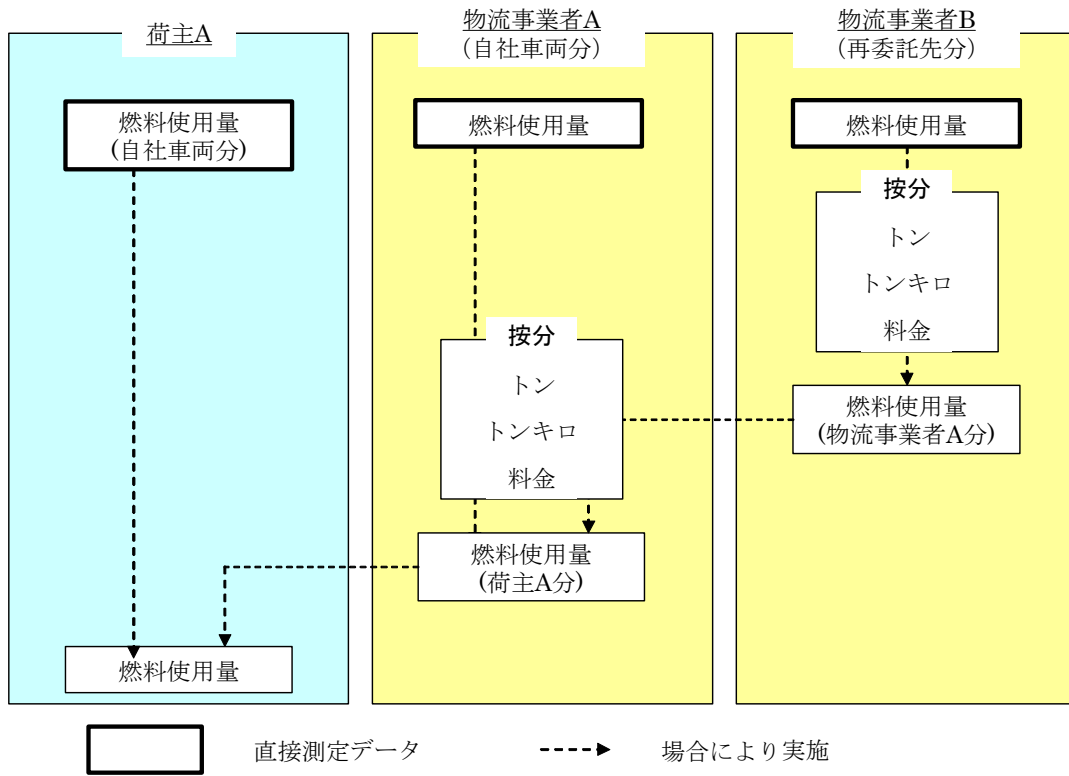 荷主A
燃料使用量
(自社車両分)
燃料使用量
物流事業者A
(自社車両分)
燃料使用量
按分
トン
トンキロ
料金
燃料使用量
(荷主A分)
物流事業者B
(再委託先分)
燃料使用量
按分
トン
トンキロ
料金
燃料使用量
(物流事業者A分)
直接測定データ
場合により実施